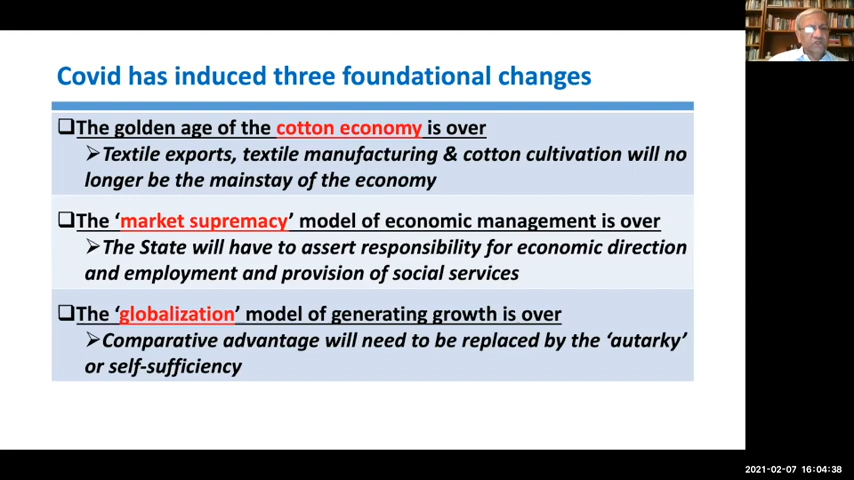 Covid has induced three foundational changes
❑The golden age of the cotton economy is over
➢Textile exports, textile manufacturing & cotton cultivation will no
longer be the mainstay of the economy
❑The ‘market supremacy’ model of economic management is over
➢The State will have to assert responsibility for economic direction
and employment and provision of social services
❑The ‘globalization’ model of generating growth is over
➢Comparative advantage will need to be replaced by the ‘autarky’
or self-sufficiency
2021-02-07 16:04:38